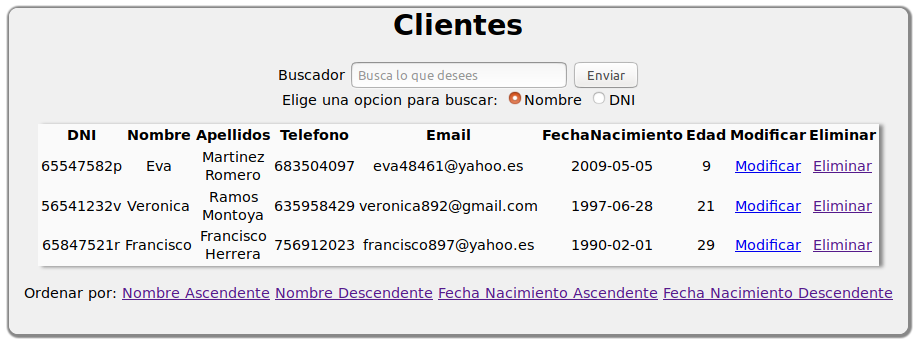 Clientes
Buscador Busca lo que desees Enviar
Elige una opcion para buscar: Nombre DNI
DNI Nombre Apellidos Telefono Email FechaNacimiento Edad Modificar Eliminar
65547582p Eva Martinez Romero 683504097 eva48461@yahoo.es 2009-05-05 9 Modificar Eliminar
56541232v Veronica Ramos Montoya 635958429 veronica892@gmail.com 1997-06-28 21 Modificar Eliminar
65847521r Francisco Francisco Herrera 756912023 francisco897@yahoo.es 1990-02-01 29 Modificar Eliminar
Ordenar por: Nombre Ascendente Nombre Descendente Fecha Nacimiento Ascendente Fecha Nacimiento Descendente